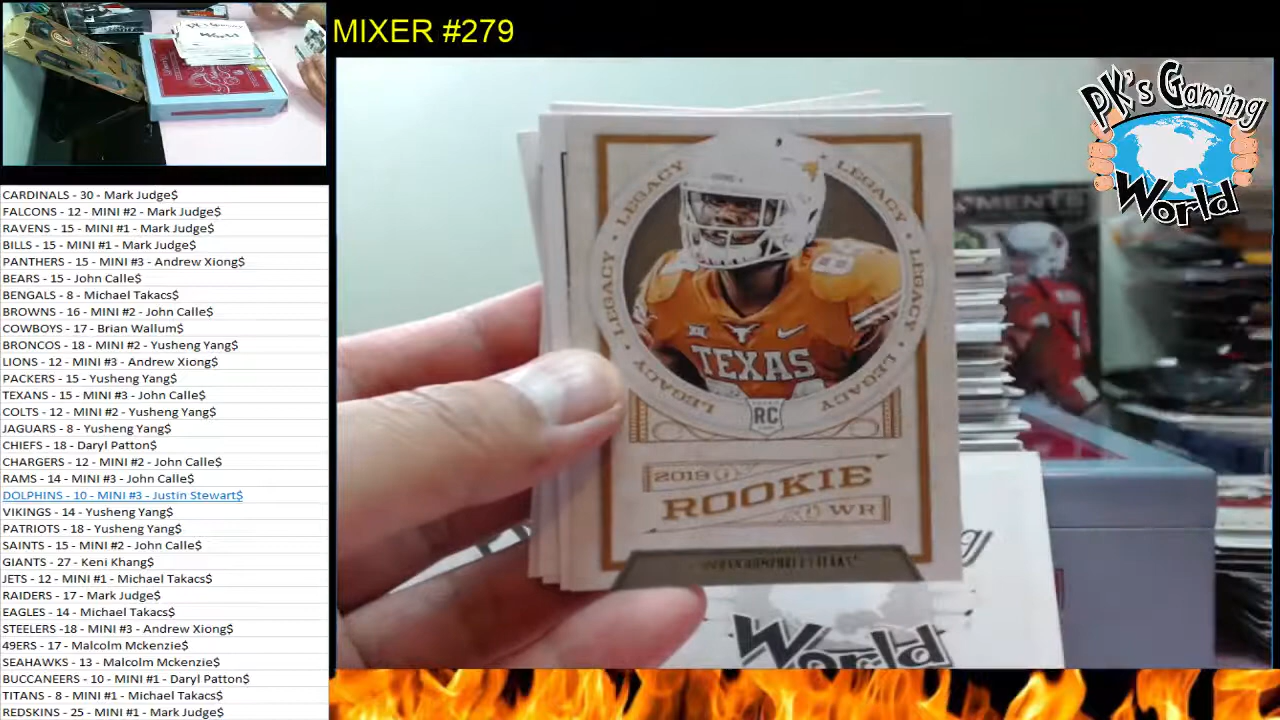 MIXER #279
PK's Gaming
World
CARDINALS - 30 - Mark Judge$
FALCONS - 12 - MINI #2 - Mark Judge$
RAVENS - 15 - MINI #1 - Mark Judge$
BILLS - 15 - MINI #1 - Mark Judge$
PANTHERS - 15 - MINI #3 - Andrew Xiong$
BEARS - 15 - John Calle$
BENGALS - 8 - Michael Takacs$
BROWNS - 16 - MINI #2 - John Calle$
COWBOYS - 17 - Brian Wallum$
BRONCOS - 18 - MINI #2 - Yusheng Yang$
LIONS - 12 - MINI #3 - Andrew Xiong$
PACKERS - 15 - Yusheng Yang$
TEXANS - 15 - MINI #3 - John Calle$
COLTS - 12 - MINI #2 - Yusheng Yang$
JAGUARS - 8 - Yusheng Yang$
CHIEFS - 18 - Daryl Patton$
CHARGERS - 12 - MINI #2 - John Calle$
RAMS - 14 - MINI #3 - John Calle$
DOLPHINS - 10 - MINI #3 - Justin Stewart$
VIKINGS - 14 - Yusheng Yang$
PATRIOTS - 18 - Yusheng Yang$
SAINTS - 15 - MINI #2 - John Calle$
GIANTS - 27 - Keni Khang$
JETS - 12 - MINI #1 - Michael Takacs$
RAIDERS - 17 - Mark Judge$
EAGLES - 14 - Michael Takacs$
STEELERS -18 - MINI #3 - Andrew Xiong$
49ERS - 17 - Malcolm Mckenzie$
SEAHAWKS - 13 - Malcolm Mckenzie$
BUCCANEERS - 10 - MINI #1 - Daryl Patton$
TITANS - 8 - MINI #1 - Michael Takacs$
REDSKINS - 25 - MINI #1 - Mark Judge$
LEGACY · LEGACY · LEGACY
LEGACY · LEGACY · LEGACY
TEXAS
RC
2019
ROOKIE
WR
World